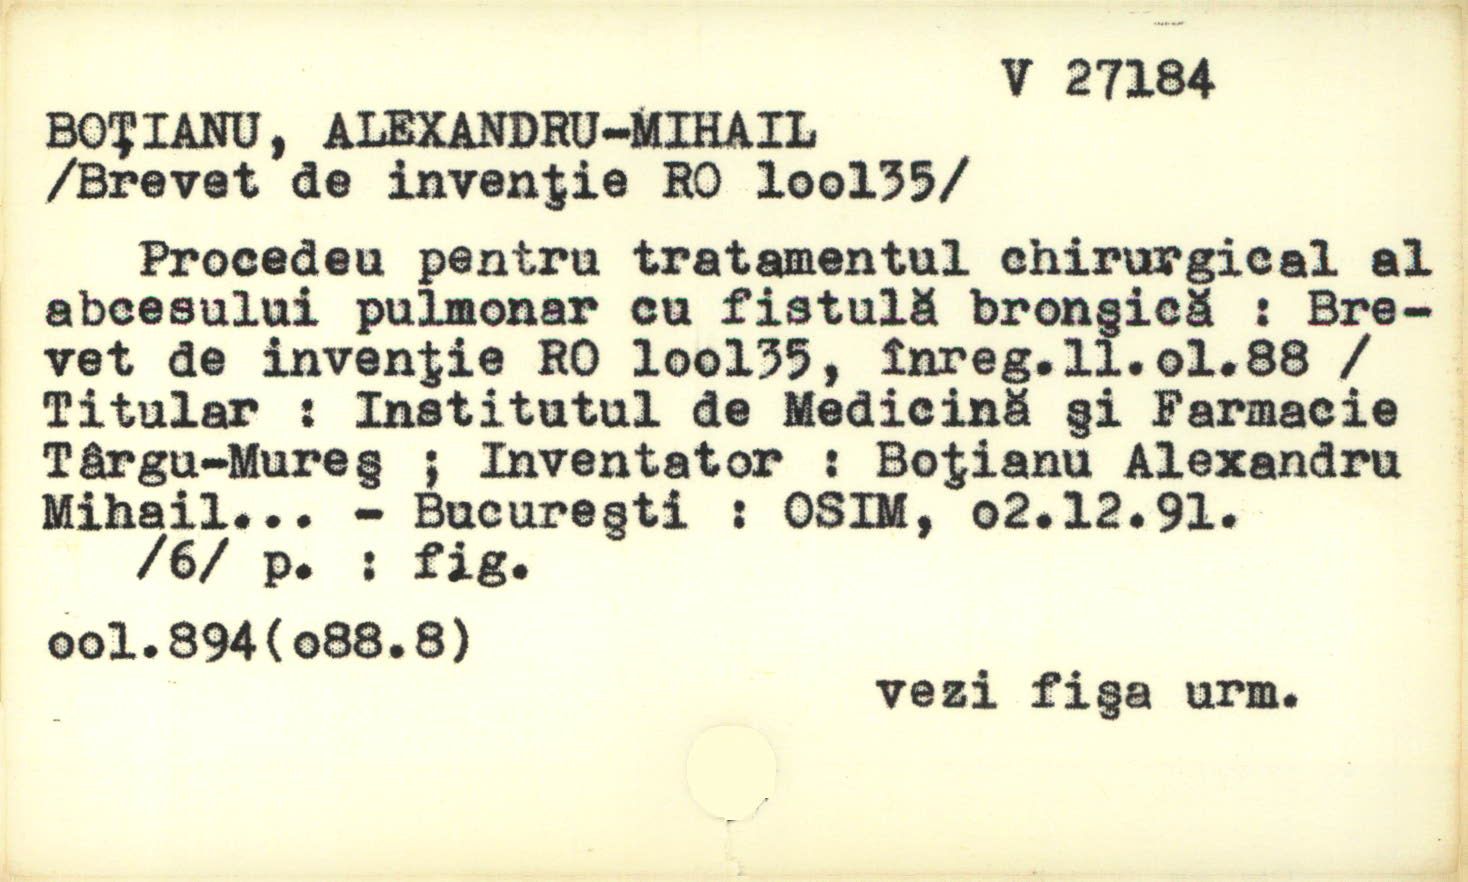 V 27184
BOŢIANU, ALEXANDRU-MIHAIL
/Brevet de invenţie RO loo135/
Procedeu pentru tratamentul chirurgical al
abcesului pulmonar cu fistulă bronşică : Bre-
vet de invenţie RO loo135, înreg.11.o1.88 /
Titular : Institutul de Medicină şi Farmacie
Târgu-Mureş ; Inventator : Boţianu Alexandru
Mihail... - Bucureşti : OSIM, o2.12.91.
/6/ p. : fig.
oo1.894(o88.8)
vezi fişa urm.